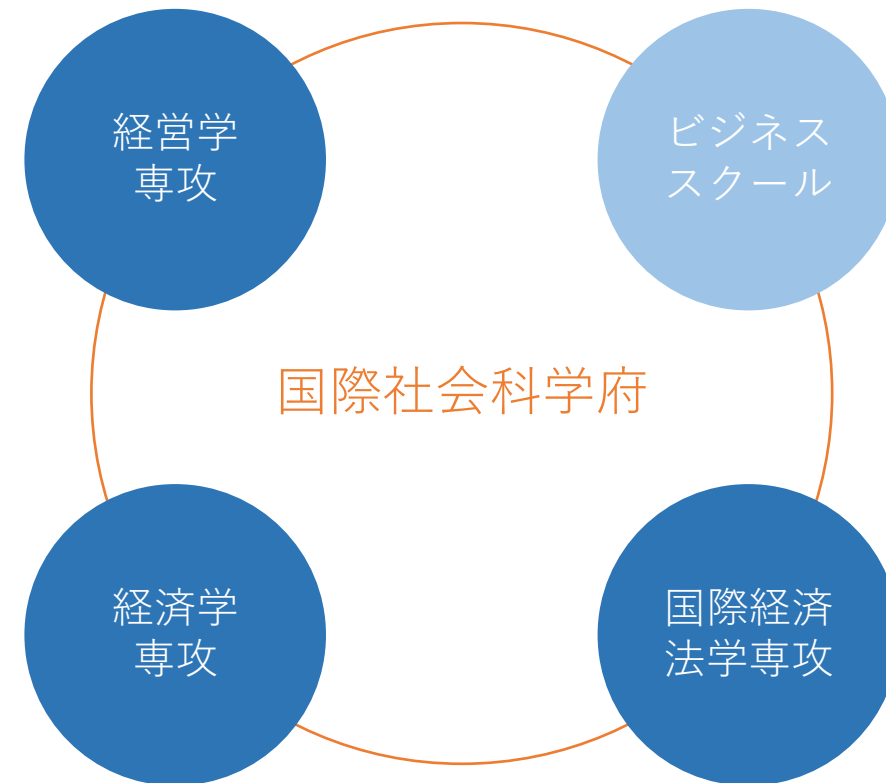 経営学
専攻
ビジネス
スクール
国際社会科学府
経済学
専攻
国際経済
法学専攻